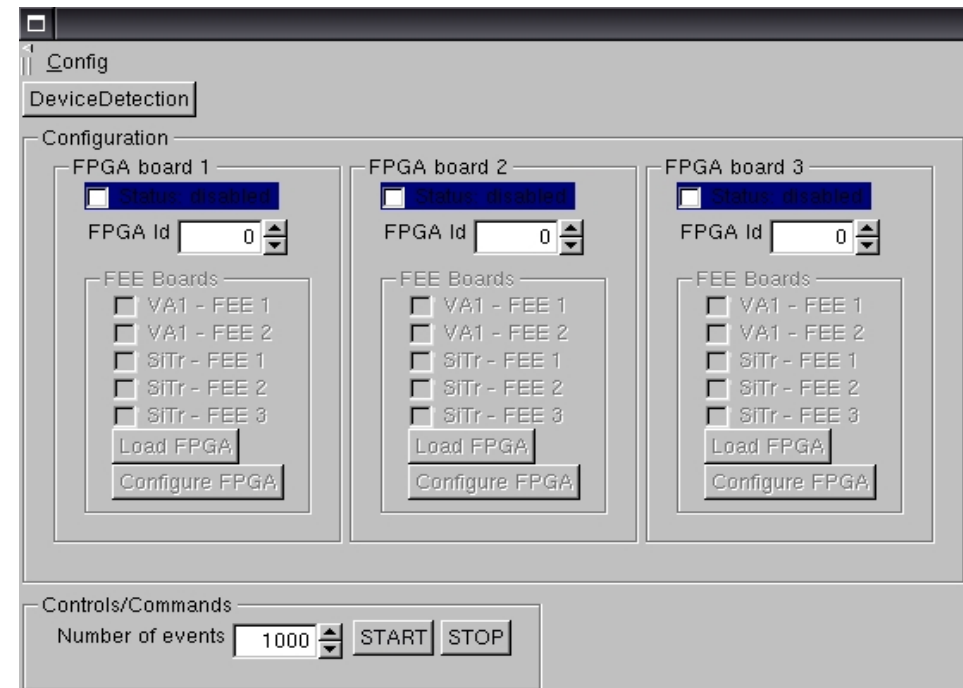 Config
DeviceDetection
Configuration
FPGA board 1
Status: disabled
FPGA Id 0
FEE Boards
VA1 - FEE 1
VA1 - FEE 2
SiTr - FEE 1
SiTr - FEE 2
SiTr - FEE 3
Load FPGA
Configure FPGA
FPGA board 2
Status: disabled
FPGA Id 0
FEE Boards
VA1 - FEE 1
VA1 - FEE 2
SiTr - FEE 1
SiTr - FEE 2
SiTr - FEE 3
Load FPGA
Configure FPGA
FPGA board 3
Status: disabled
FPGA Id 0
FEE Boards
VA1 - FEE 1
VA1 - FEE 2
SiTr - FEE 1
SiTr - FEE 2
SiTr - FEE 3
Load FPGA
Configure FPGA
Controls/Commands
Number of events 1000 START STOP